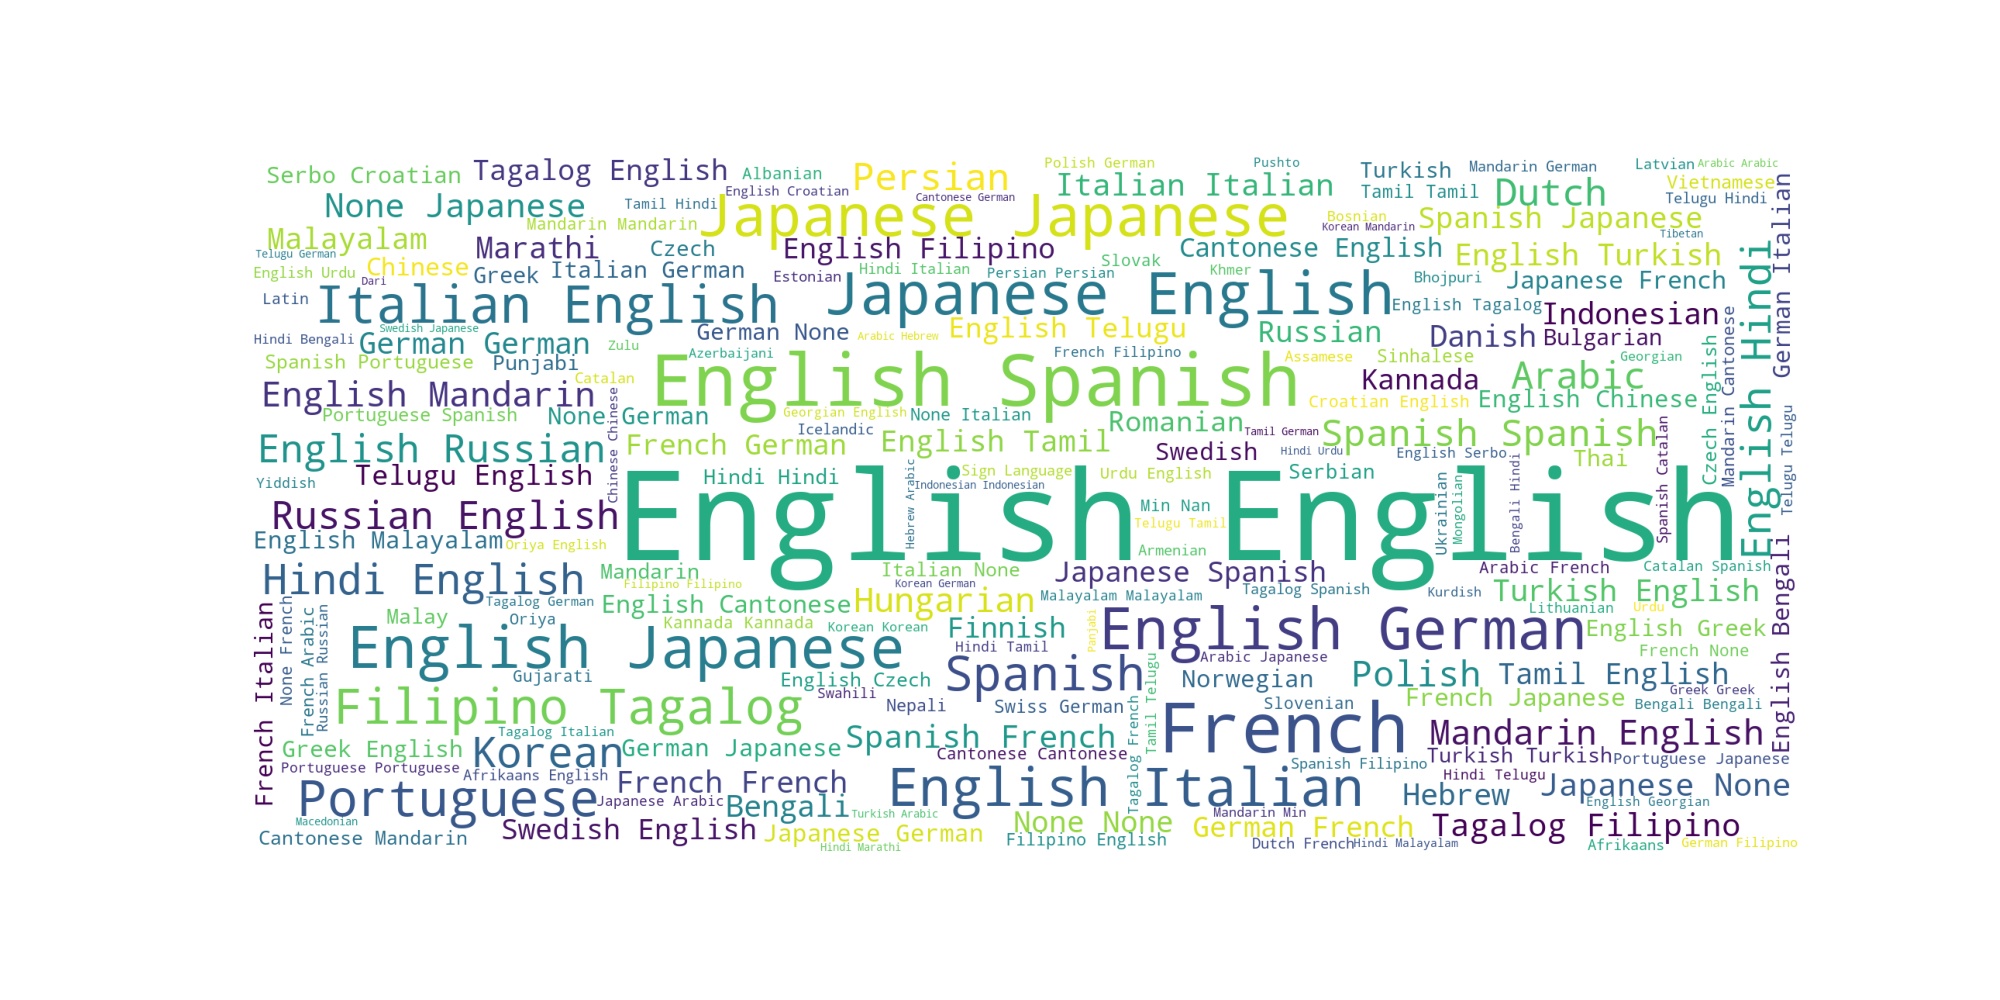 Serbo Croatian
Tagalog English
Albanian
Persian
Polish German
Pushto
Turkish
Mandarin German
Latvian
Arabic Arabic
English Croatian
Cantonese German
Italian Italian
Tamil Tamil
Dutch
Vietnamese
Telugu Hindi
None Japanese
Tamil Hindi
Mandarin Mandarin
Japanese Japanese
Bosnian
Korean Mandarin
Spanish Japanese
Tibetan
German Italian
Malayalam
Telugu German
Marathi
Czech
English Filipino
Slovak
Cantonese English
English Turkish
English Hindi
English Urdu
Chinese
Dari
Greek
Italian German
Estonian
Hindi Italian
Persian Persian
Khmer
Bhojpuri
Japanese French
Latin
Italian English
Japanese English
English Tagalog
Indonesian
Swedish Japanese
Hindi Bengali
German German
Zulu
German None
Arabic Hebrew
English Telugu
Russian
Danish
Bulgarian
Mandarin Cantonese
Czech English
Spanish Portuguese
Punjabi
Azerbaijani
French Filipino
Assamese
Sinhalese
Georgian
Catalan
English Mandarin
English Spanish
Kannada
Arabic
Croatian English
English Chinese
Portuguese Spanish
None German
Georgian English
None Italian
Romanian
Icelandic
Tamil German
Spanish Spanish
Chinese Chinese
English Russian
French German
English Tamil
Swedish
Hindi Urdu
English Serbo
Thai
Spanish Catalan
Telugu Telugu
Telugu English
Hindi Hindi
Hebrew Arabic
Sign Language
Urdu English
Serbian
Yiddish
Indonesian Indonesian
Ukrainian
Mongolian
Bengali Hindi
Russian English
English English
Min Nan
Telugu Tamil
English Malayalam
Oriya English
Armenian
Hindi English
Mandarin
Filipino Filipino
Italian None
Korean German
Japanese Spanish
Arabic French
Catalan Spanish
English Bengali
French Italian
None French
French Arabic
Russian Russian
Tagalog German
English Cantonese
Hungarian
Malayalam Malayalam
Tagalog Spanish
Kurdish
Turkish English
Lithuanian
Urdu
Malay
Oriya
Kannada Kannada
Korean Korean
Finnish
Panjabi
English German
English Greek
English Japanese
Hindi Tamil
Arabic Japanese
French None
Gujarati
English Czech
Spanish
Norwegian
Polish
Tamil English
Greek Greek
Filipino Tagalog
Swahili
Nepali
Swiss German
Tagalog French
Tamil Telugu
Slovenian
French Japanese
Bengali Bengali
Tagalog Italian
Greek English
Korean
German Japanese
Spanish French
French
Mandarin English
Portuguese Portuguese
Afrikaans English
Cantonese Cantonese
Spanish Filipino
Turkish Turkish
Portuguese Japanese
French French
Hindi Telugu
Portuguese
Japanese Arabic
Bengali
English Italian
Hebrew
Japanese None
English Georgian
Macedonian
Turkish Arabic
Mandarin Min
Cantonese Mandarin
Swedish English
Japanese German
None None
German French
Tagalog Filipino
Hindi Marathi
Filipino English
Dutch French
Hindi Malayalam
Afrikaans
German Filipino